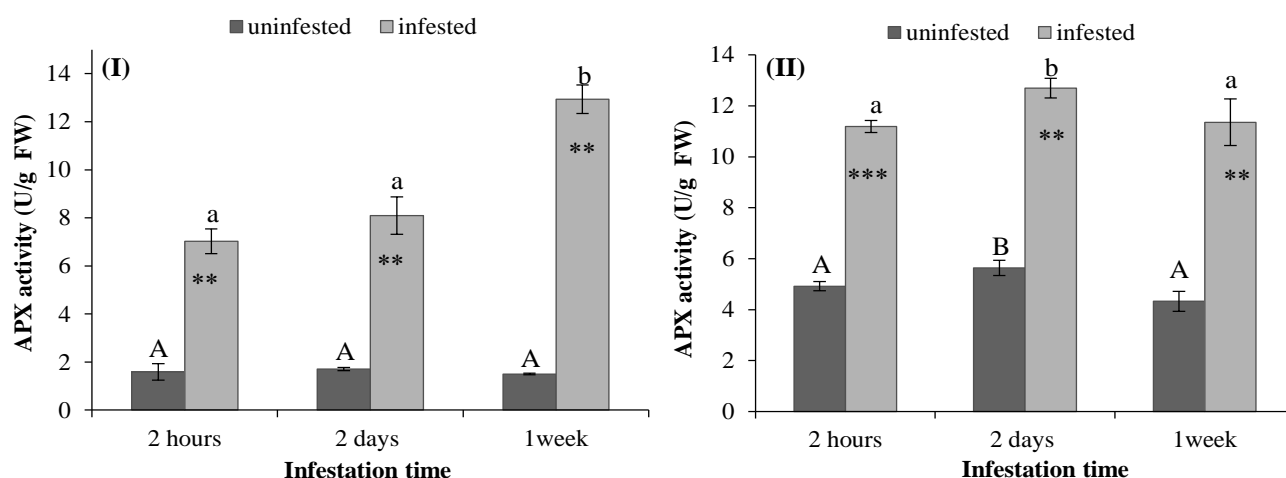 uninfested infested
(I)
APX activity (U/g FW)
14
12
10
8
6
4
2
0
A
a
**
A
a
**
A
b
**
2 hours 2 days 1week
Infestation time
uninfested infested
(II)
APX activity (U/g FW)
14
12
10
8
6
4
2
0
A
a
***
B
b
**
A
a
**
2 hours 2 days 1week
Infestation time